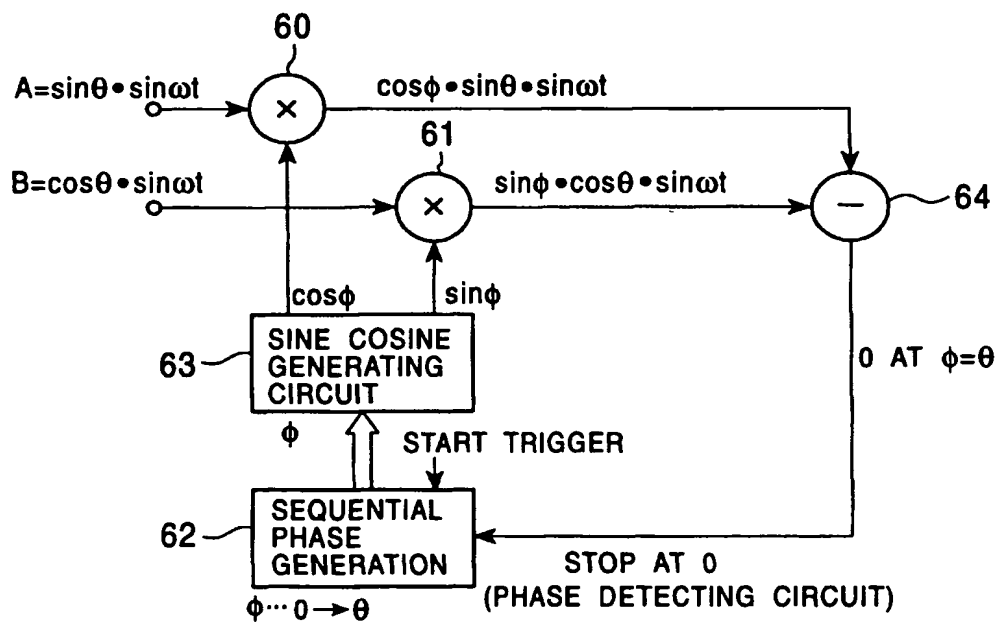 60
A=sinθ•sinωt
cosϕ•sinθ•sinωt
×
61
B=cosθ•sinωt
sinϕ•cosθ•sinωt
×
−
64
cosϕ
sinϕ
63
SINE COSINE
GENERATING
CIRCUIT
0 AT ϕ=θ
ϕ
START TRIGGER
62
SEQUENTIAL
PHASE
GENERATION
STOP AT 0
(PHASE DETECTING CIRCUIT)
ϕ··· 0→θ